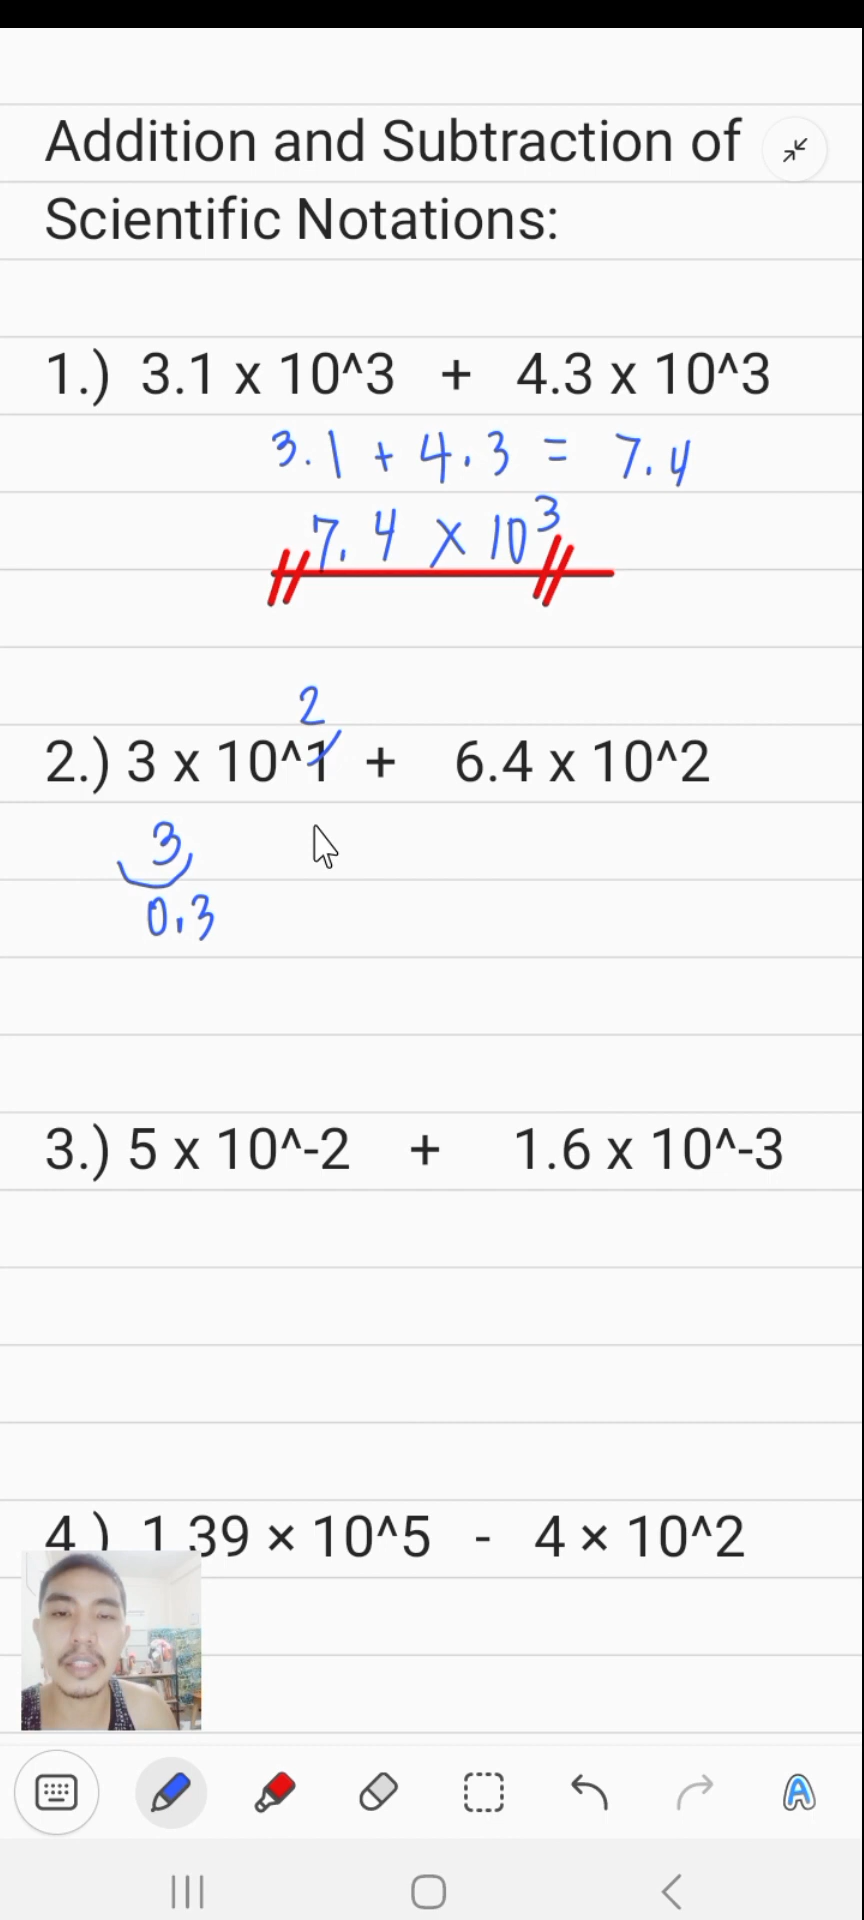 Addition and Subtraction of
Scientific Notations:
1.) 3.1 x 10^3 + 4.3 x 10^3
3.1 + 4.3 = 7.4
7.4 x 10³
2
2.) 3 x 10^1 + 6.4 x 10^2
3
0.3
3.) 5 x 10^-2 + 1.6 x 10^-3
4.) 1.39 × 10^5 - 4 × 10^2
A